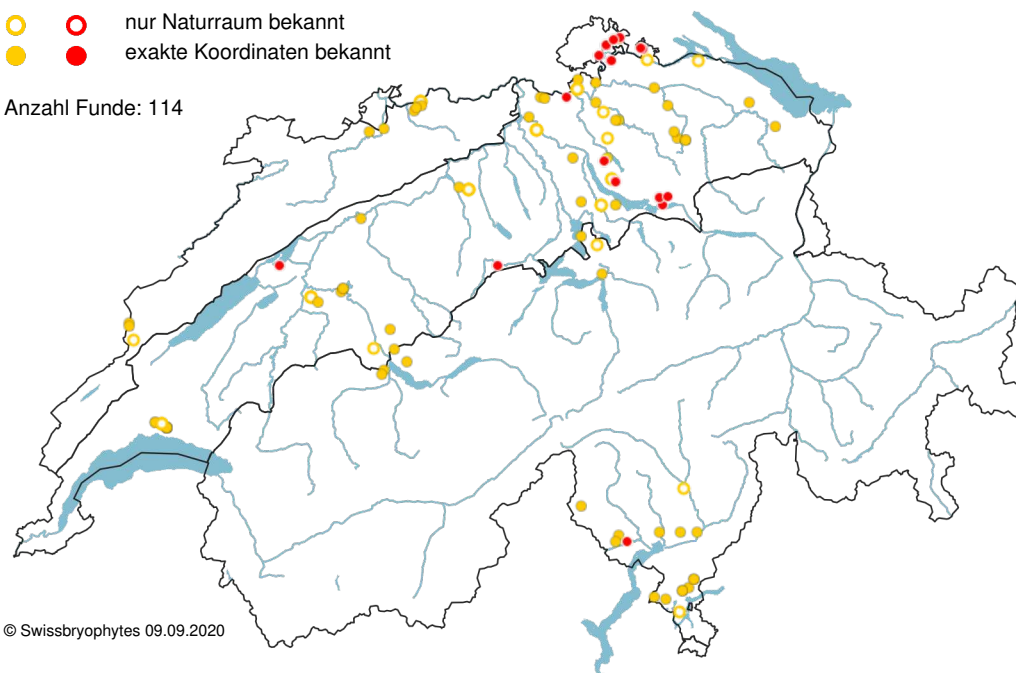 nur Naturraum bekannt
exakte Koordinaten bekannt
Anzahl Funde: 114
© Swissbryophytes 09.09.2020